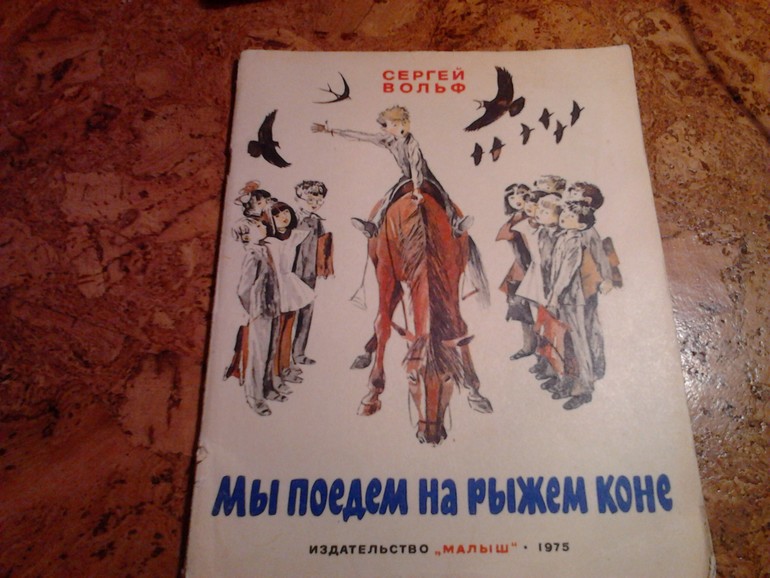 СЕРГЕЙ
ВОЛЬФ
Мы поедем на рыжем коне
ИЗДАТЕЛЬСТВО „МАЛЫШ" • 1975